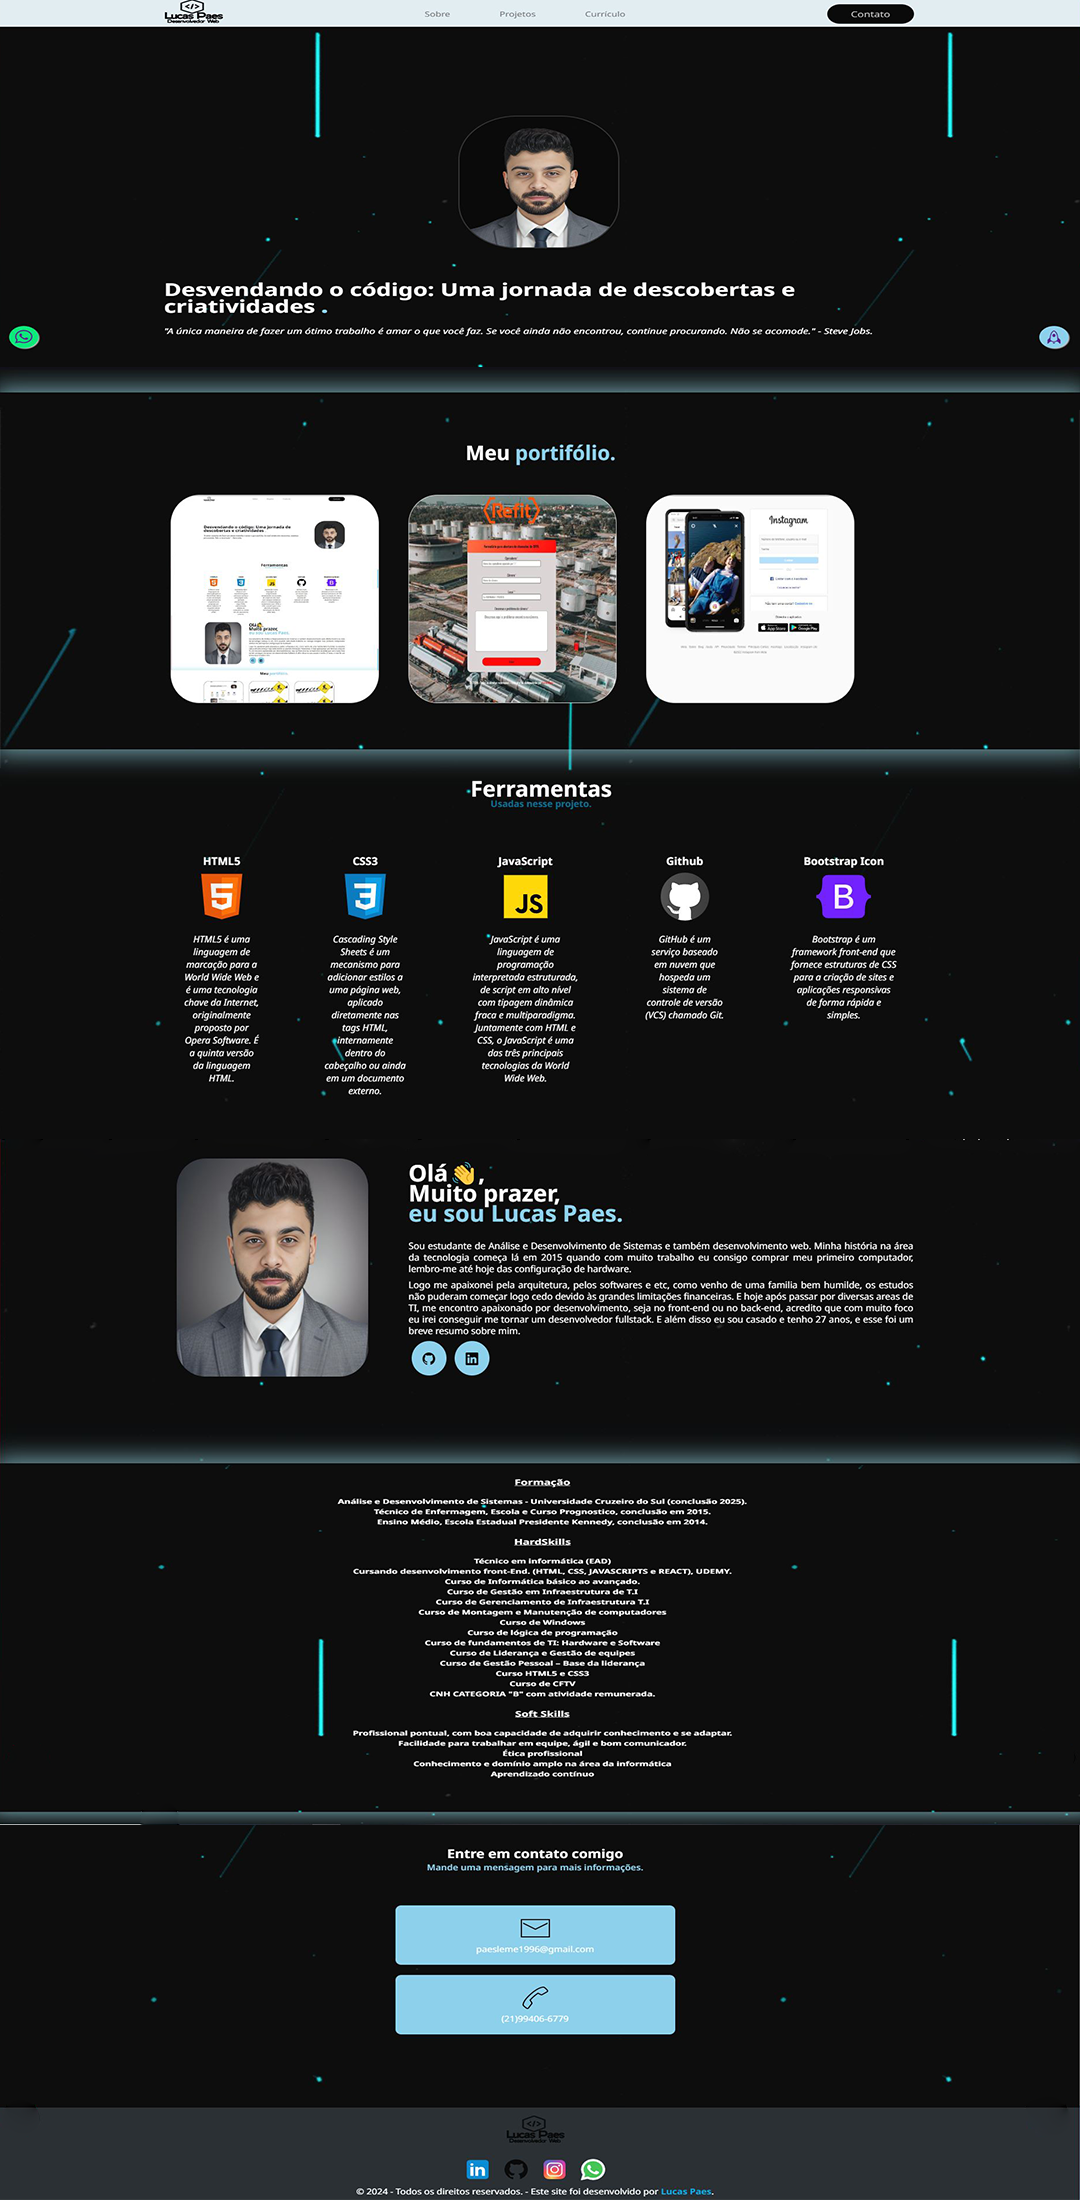 Lucas Paes
Desenvolvedor Web
Sobre
Projetos
Currículo
Contato
Desvendando o código: Uma jornada de descobertas e
criatividades .
"A única maneira de fazer um ótimo trabalho é amar o que você faz. Se você ainda não encontrou, continue procurando. Não se acomode." - Steve Jobs.
Meu portifólio.
Desvendando o código: Uma jornada de
descobertas e criatividades
Ferramentas
Muito prazer,
eu sou Lucas Paes.
Meu portifólio
Refit
Instagram
App Store
Google Play
Ferramentas
Usadas nesse projeto.
HTML5
HTML5 é uma
linguagem de
marcação para a
World Wide Web e
é uma tecnologia
chave da Internet,
originalmente
proposto por
Opera Software. É
a quinta versão
da linguagem
HTML.
CSS3
Cascading Style
Sheets é um
mecanismo para
adicionar estilos a
uma página web,
aplicado
diretamente nas
tags HTML,
internamente
dentro do
cabeçalho ou ainda
em um documento
externo.
JavaScript
JS
JavaScript é uma
linguagem de
programação
interpretada estruturada,
de script em alto nível
com tipagem dinâmica
fraca e multiparadigma.
Juntamente com HTML e
CSS, o JavaScript é uma
das três principais
tecnologias da World
Wide Web.
Github
GitHub é um
serviço baseado
em nuvem que
hospeda um
sistema de
controle de versão
(VCS) chamado Git.
Bootstrap Icon
B
Bootstrap é um
framework front-end que
fornece estruturas de CSS
para a criação de sites e
aplicações responsivas
de forma rápida e
simples.
Olá👋,
Muito prazer,
eu sou Lucas Paes.
Sou estudante de Análise e Desenvolvimento de Sistemas e também desenvolvimento web. Minha história na área
da tecnologia começa lá em 2015 quando com muito trabalho eu consigo comprar meu primeiro computador,
lembro-me até hoje das configuração de hardware.
Logo me apaixonei pela arquitetura, pelos softwares e etc, como venho de uma familia bem humilde, os estudos
não puderam começar logo cedo devido às grandes limitações financeiras. E hoje após passar por diversas areas de
TI, me encontro apaixonado por desenvolvimento, seja no front-end ou no back-end, acredito que com muito foco
eu irei conseguir me tornar um desenvolvedor fullstack. E além disso eu sou casado e tenho 27 anos, e esse foi um
breve resumo sobre mim.
Formação
Análise e Desenvolvimento de Sistemas - Universidade Cruzeiro do Sul (conclusão 2025).
Técnico de Enfermagem, Escola e Curso Prognostico, conclusão em 2015.
Ensino Médio, Escola Estadual Presidente Kennedy, conclusão em 2014.
HardSkills
Técnico em informática (EAD)
Cursando desenvolvimento front-End. (HTML, CSS, JAVASCRIPTS e REACT), UDEMY.
Curso de Informática básico ao avançado.
Curso de Gestão em Infraestrutura de T.I
Curso de Gerenciamento de Infraestrutura T.I
Curso de Montagem e Manutenção de computadores
Curso de Windows
Curso de lógica de programação
Curso de fundamentos de TI: Hardware e Software
Curso de Liderança e Gestão de equipes
Curso de Gestão Pessoal – Base da liderança
Curso HTML5 e CSS3
Curso de CFTV
CNH CATEGORIA "B" com atividade remunerada.
Soft Skills
Profissional pontual, com boa capacidade de adquirir conhecimento e se adaptar.
Facilidade para trabalhar em equipe, ágil e bom comunicador.
Ética profissional
Conhecimento e domínio amplo na área da informática
Aprendizado contínuo
Entre em contato comigo
Mande uma mensagem para mais informações.
paesleme1996@gmail.com
(21)99406-6779
Lucas Paes
Desenvolvedor Web
© 2024 - Todos os direitos reservados. - Este site foi desenvolvido por Lucas Paes.